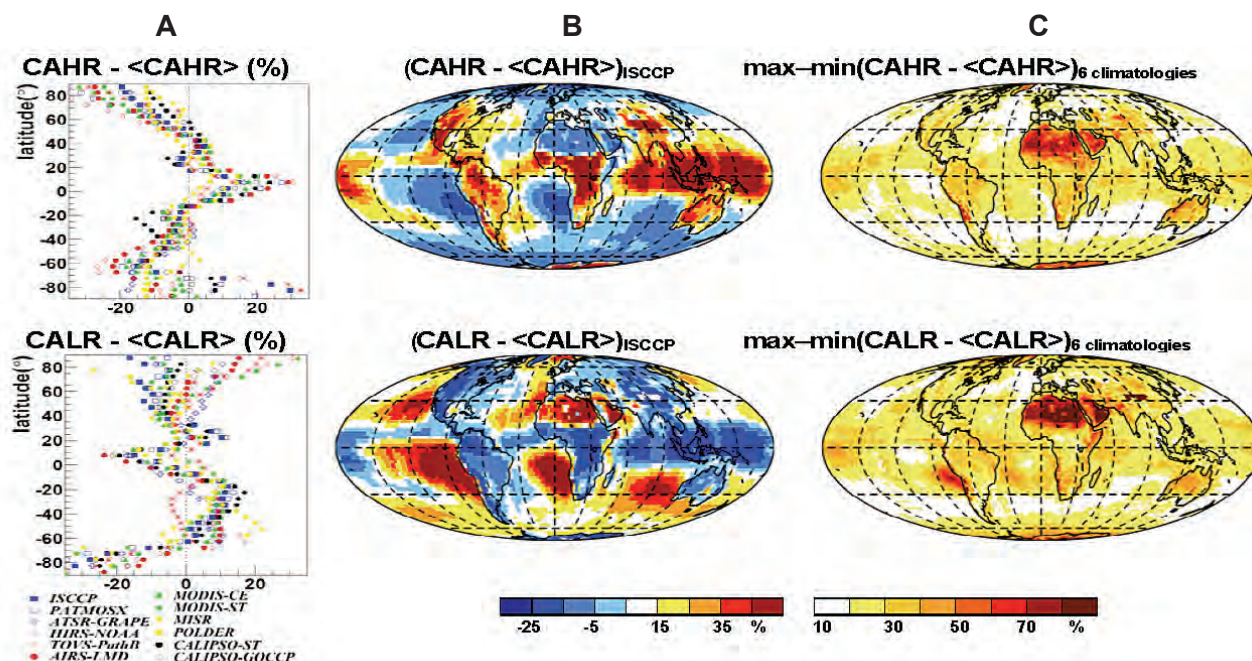 A B C
CAHR - <CAHR> (%) (CAHR - <CAHR>)ISCCP max–min(CAHR - <CAHR>)6 climatologies
latitude(°)
80
60
40
20
0
-20
-40
-60
-80
-20 0 20
CALR - <CALR> (%) (CALR - <CALR>)ISCCP max–min(CALR - <CALR>)6 climatologies
latitude(°)
80
60
40
20
0
-20
-40
-60
-80
-20 0 20
ISCCP MODIS-CE
PATMOSX MODIS-ST
ATSR-GRAPE MISR
HIRS-NOAA POLDER
TOVS-PathB CALIPSO-ST
AIRS-LMD CALIPSO-GOCCP
-25 -5 15 35 % 10 30 50 70 %